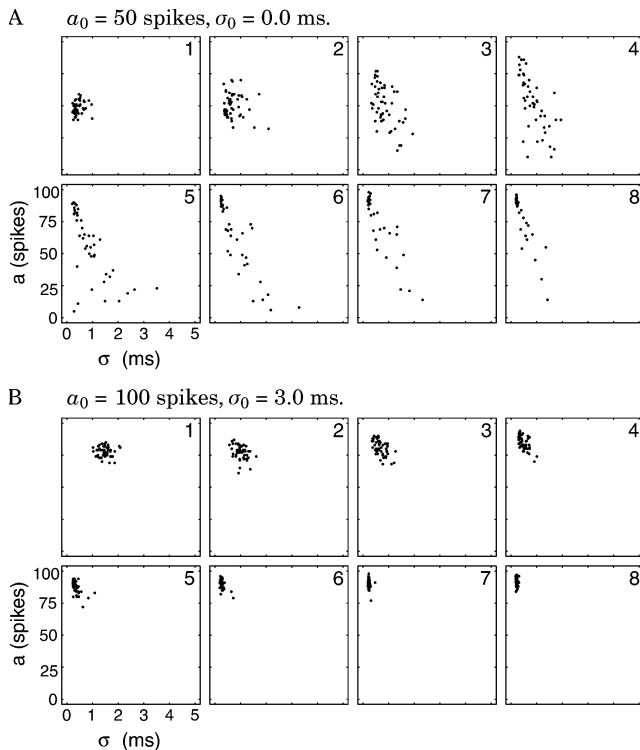 A a₀ = 50 spikes, σ₀ = 0.0 ms.
1 2 3 4
100
75
50
25
0
a (spikes)
5 6 7 8
0 1 2 3 4 5
σ (ms)
B a₀ = 100 spikes, σ₀ = 3.0 ms.
1 2 3 4
100
75
50
25
0
a (spikes)
5 6 7 8
0 1 2 3 4 5
σ (ms)